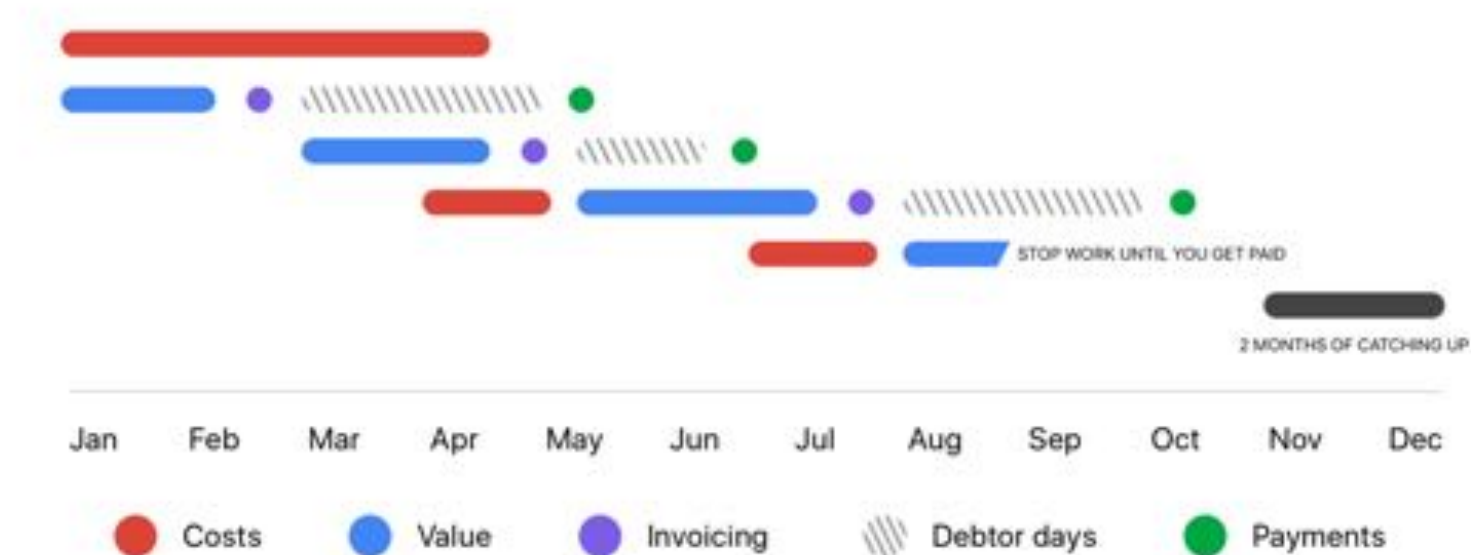 STOP WORK UNTIL YOU GET PAID
2 MONTHS OF CATCHING UP
Jan Feb Mar Apr May Jun Jul Aug Sep Oct Nov Dec
Costs Value Invoicing Debtor days Payments